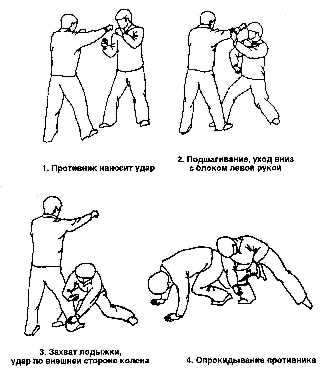 1. Противник наносит удар
2. Подшагивание, уход вниз
с блоком левой рукой
3. Захват лодыжки,
удар по внешней стороне колена
4. Опрокидывание противника